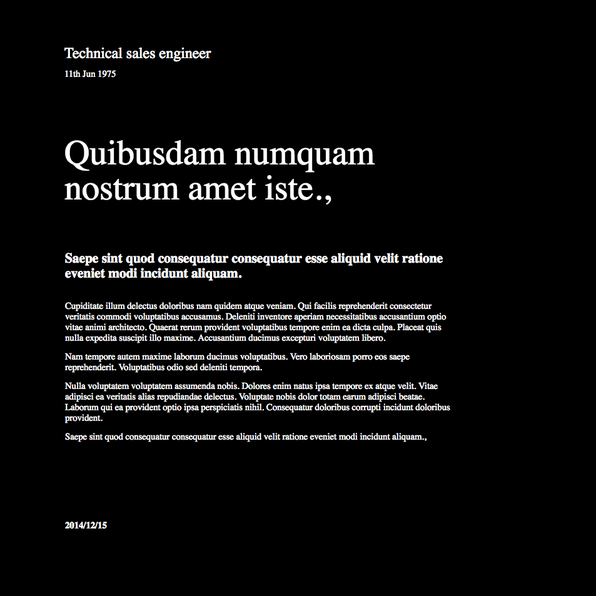 Technical sales engineer
11th Jun 1975
Quibusdam numquam
nostrum amet iste.,
Saepe sint quod consequatur consequatur esse aliquid velit ratione
eveniet modi incidunt aliquam.
Cupiditate illum delectus doloribus nam quidem atque veniam. Qui facilis reprehenderit consectetur
veritatis commodi voluptatibus accusamus. Deleniti inventore aperiam necessitatibus accusantium optio
vitae animi architecto. Quaerat rerum provident voluptatibus tempore enim ea dicta culpa. Placeat quis
nulla expedita suscipit illo maxime. Accusantium ducimus excepturi voluptatem libero.
Nam tempore autem maxime laborum ducimus voluptatibus. Vero laboriosam porro eos saepe
reprehenderit. Voluptatibus odio sed deleniti tempora.
Nulla voluptatem voluptatem assumenda nobis. Dolores enim natus ipsa tempore ex atque velit. Vitae
adipisci ea veritatis alias repudiandae delectus. Voluptate nobis dolor totam earum adipisci beatae.
Laborum qui ea provident optio ipsa perspiciatis nihil. Consequatur doloribus corrupti incidunt doloribus
provident.
Saepe sint quod consequatur consequatur esse aliquid velit ratione eveniet modi incidunt aliquam.,
2014/12/15